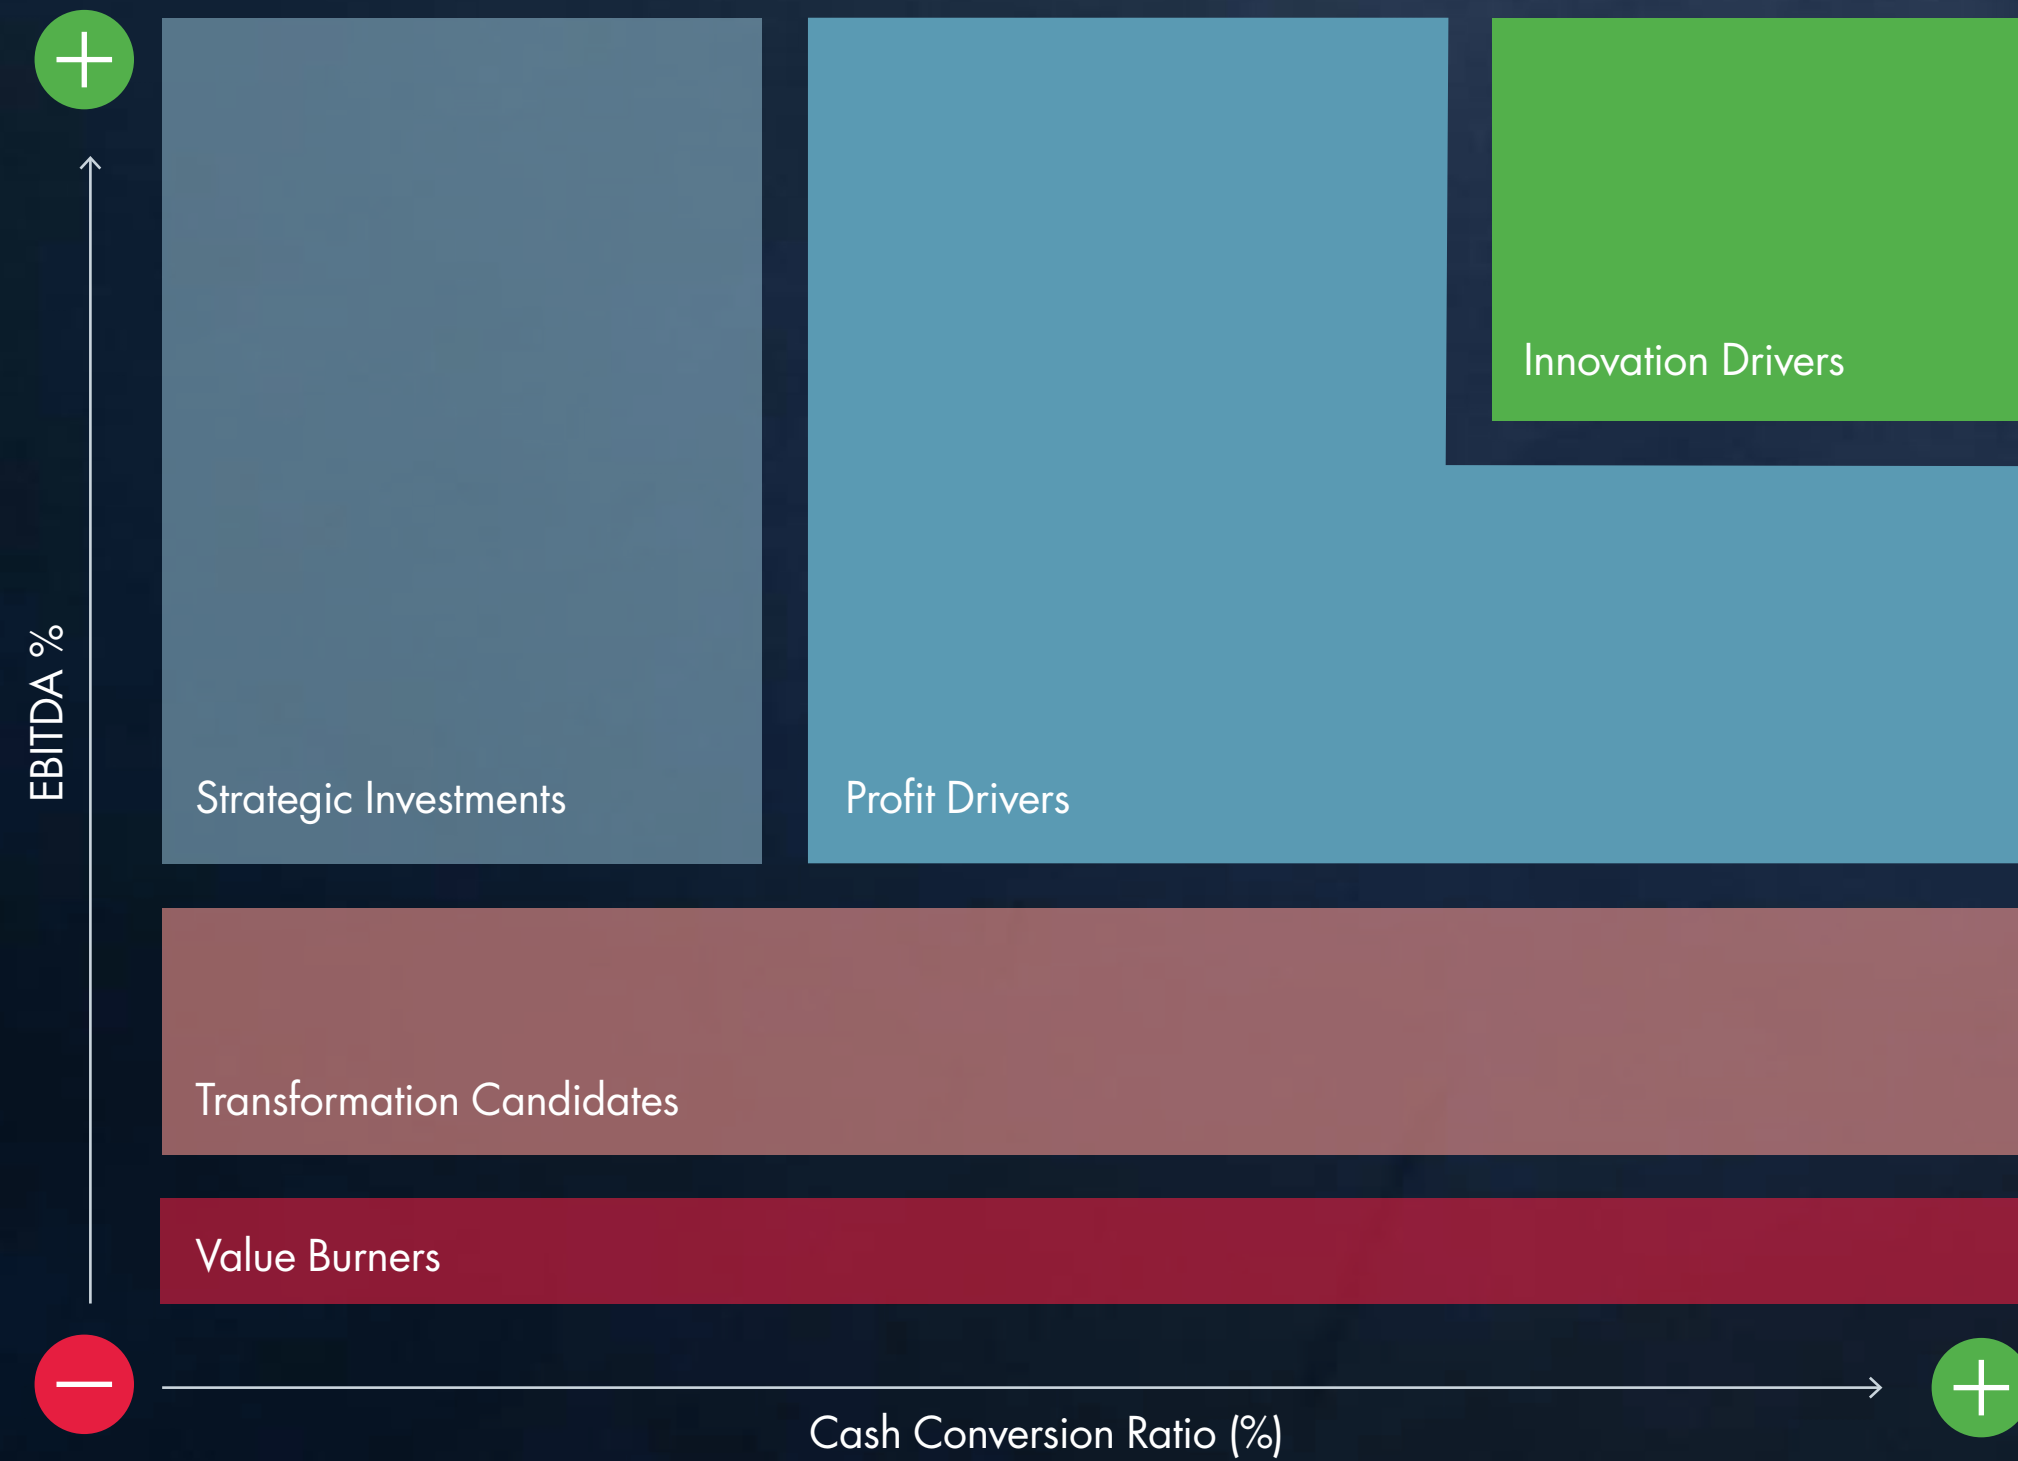 Innovation Drivers
Strategic Investments
Profit Drivers
EBITDA %
Transformation Candidates
Value Burners
Cash Conversion Ratio (%)